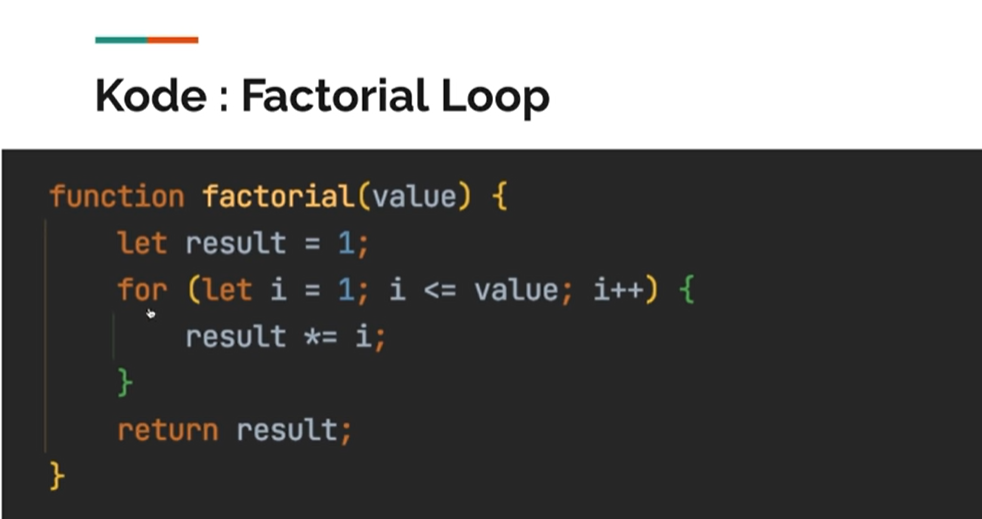 Kode : Factorial Loop
function factorial(value) {
    let result = 1;
    for (let i = 1; i <= value; i++) {
        result *= i;
    }
    return result;
}